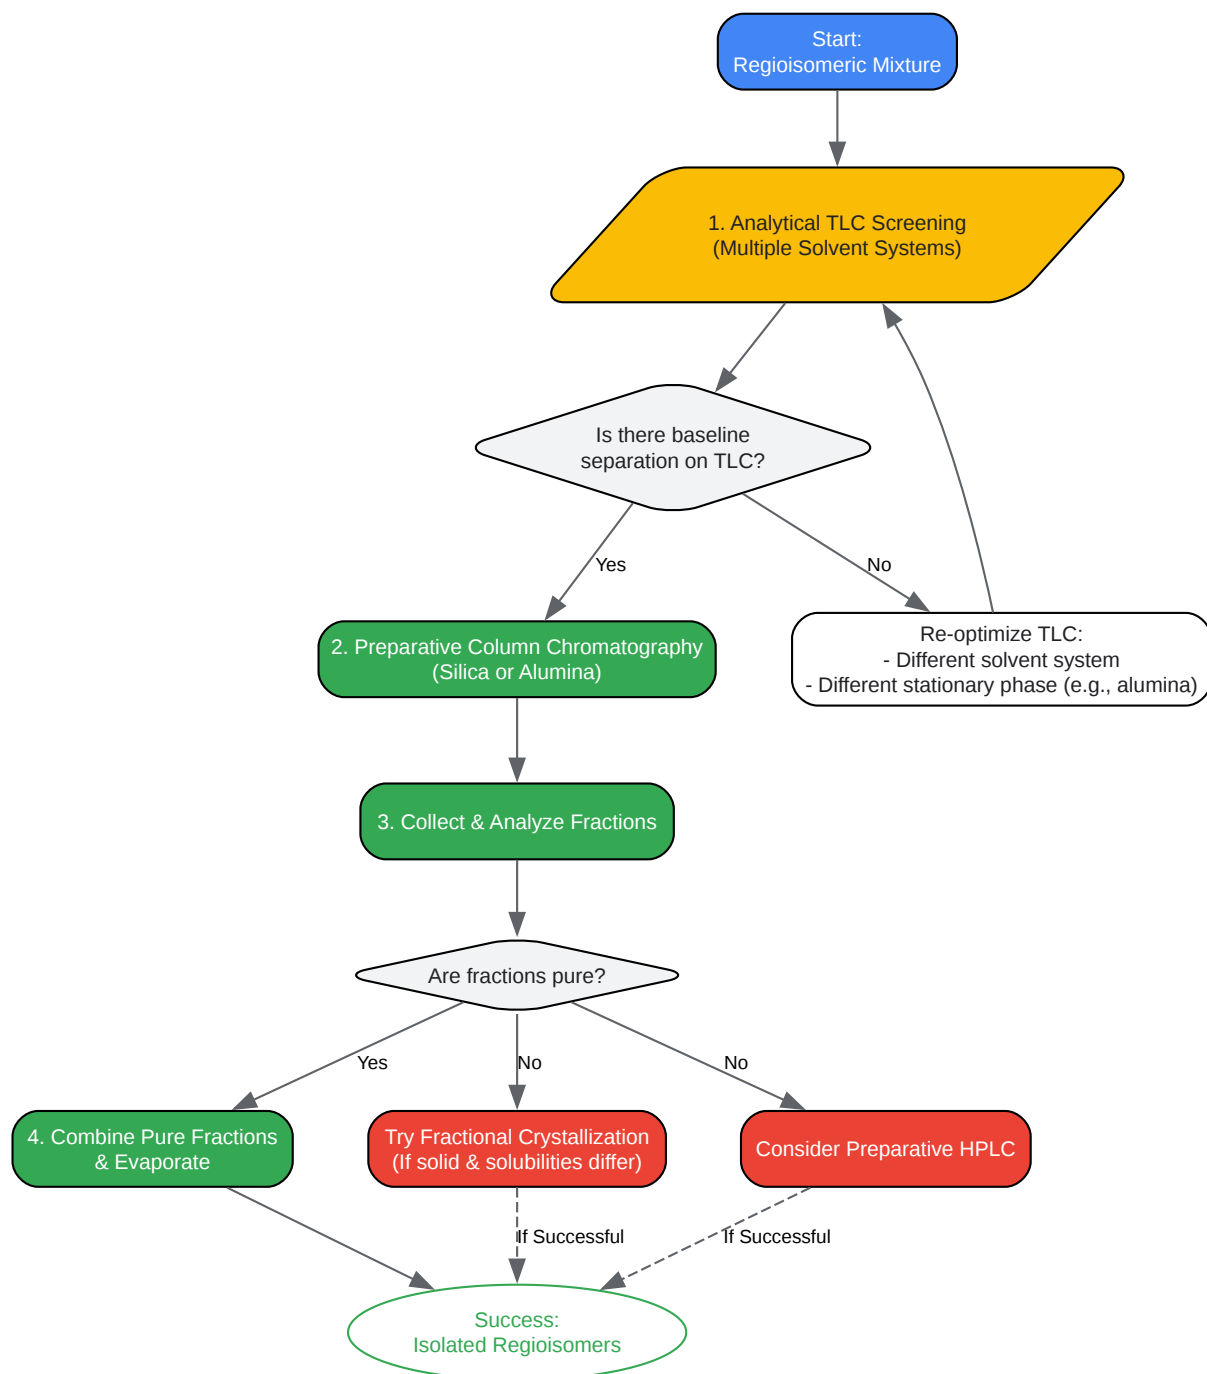 Start:
Regioisomeric Mixture
1. Analytical TLC Screening
(Multiple Solvent Systems)
Is there baseline
separation on TLC?
Yes
No
2. Preparative Column Chromatography
(Silica or Alumina)
Re-optimize TLC:
- Different solvent system
- Different stationary phase (e.g., alumina)
3. Collect & Analyze Fractions
Are fractions pure?
Yes
No
No
4. Combine Pure Fractions
& Evaporate
Try Fractional Crystallization
(If solid & solubilities differ)
Consider Preparative HPLC
If Successful
If Successful
Success:
Isolated Regioisomers